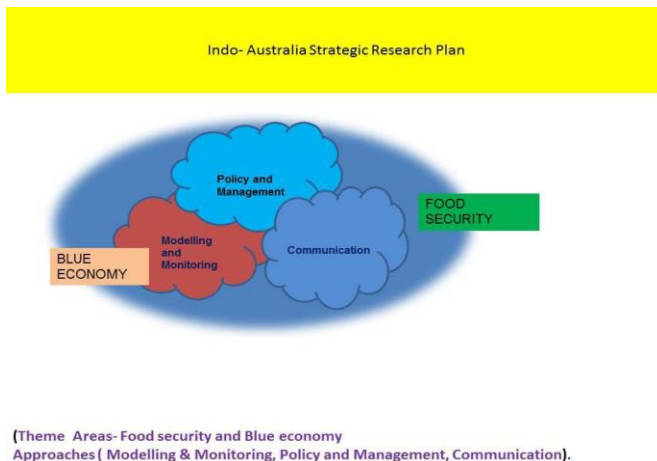 Indo- Australia Strategic Research Plan
Policy and
Management
FOOD
SECURITY
Modelling
and
Monitoring
Communication
BLUE
ECONOMY
(Theme Areas- Food security and Blue economy
Approaches ( Modelling & Monitoring, Policy and Management, Communication).